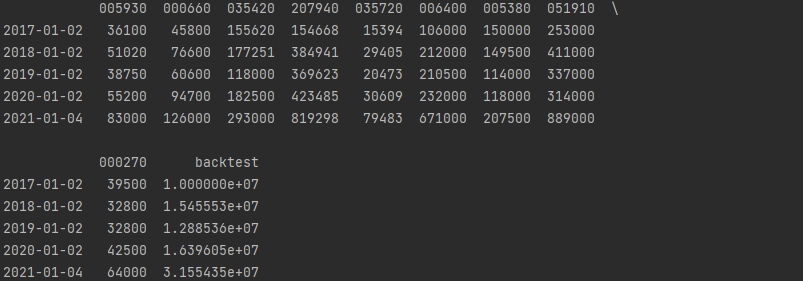 005930 000660 035420 207940 035720 006400 005380 051910 \
2017-01-02 36100 45800 155620 154668 15394 106000 150000 253000
2018-01-02 51020 76600 177251 384941 29405 212000 149500 411000
2019-01-02 38750 60600 118000 369623 20473 210500 114000 337000
2020-01-02 55200 94700 182500 423485 30609 232000 118000 314000
2021-01-04 83000 126000 293000 819298 79483 671000 207500 889000
000270 backtest
2017-01-02 39500 1.000000e+07
2018-01-02 32800 1.545553e+07
2019-01-02 32800 1.288536e+07
2020-01-02 42500 1.639605e+07
2021-01-04 64000 3.155435e+07